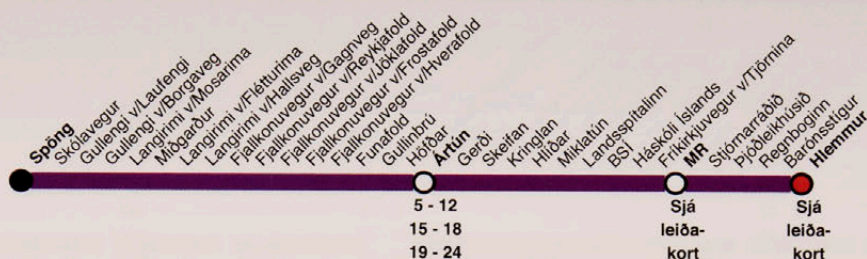 Spöng
Skólavegur
Gullengi v/Laufengi
Gullengi v/Borgaveg
Langirimi v/Mosarima
Miðgarður
Langirimi v/Flétturima
Langirimi v/Hallsveg
Fjallkonuvegur v/Gagnveg
Fjallkonuvegur v/Reykjafold
Fjallkonuvegur v/Jöklafold
Fjallkonuvegur v/Frostafold
Fjallkonuvegur v/Hverafold
Funafold
Gullinbrú
Höfðar
Ártún
Gerði
Skeifan
Kringlan
Hlíðar
Miklatún
Landsspítalinn
BSÍ
Háskóli Íslands
Fríkirkjuvegur v/Tjörnina
MR
Stjórnarráðið
Þjóðleikhúsið
Regnboginn
Barónsstígur
Hlemmur
5 - 12
15 - 18
19 - 24
Sjá
leiða-
kort
Sjá
leiða-
kort